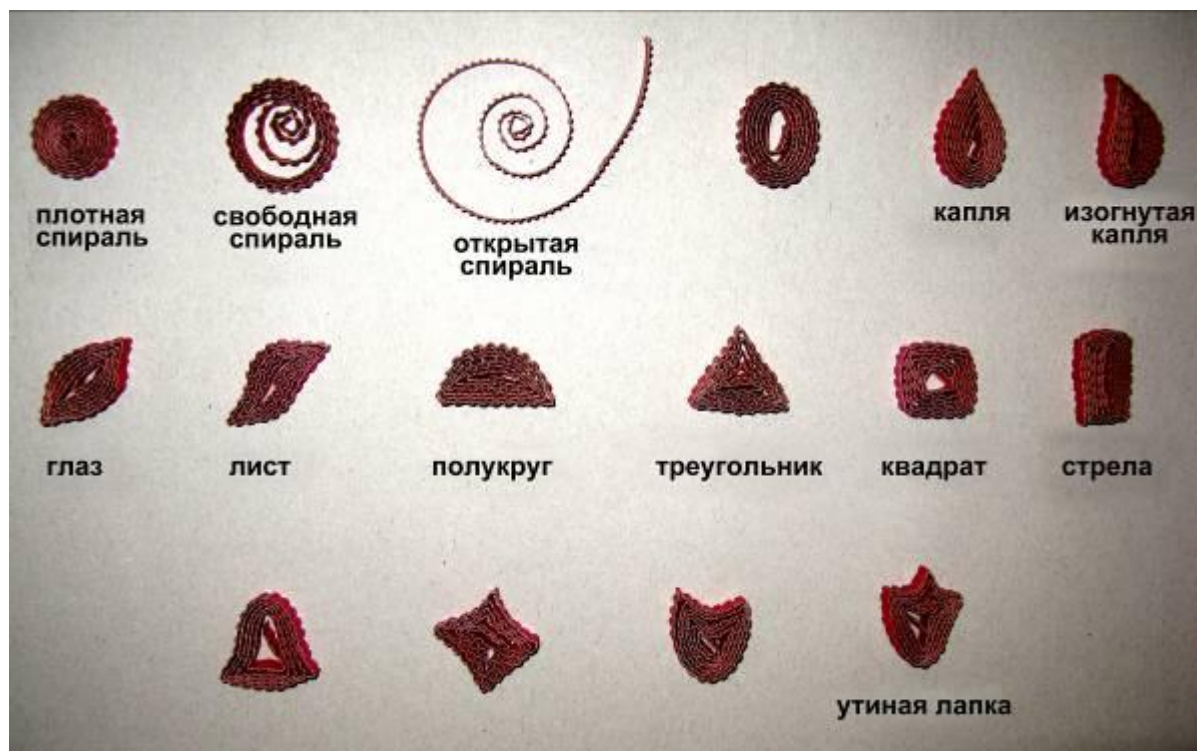 плотная
спираль
свободная
спираль
открытая
спираль
капля
изогнутая
капля
глаз
лист
полукруг
треугольник
квадрат
стрела
утиная лапка